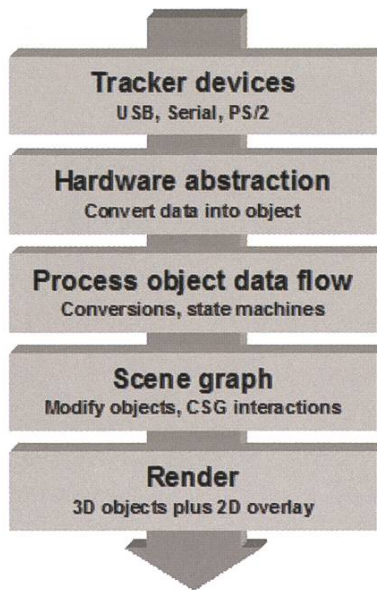 Tracker devices
USB, Serial, PS/2
Hardware abstraction
Convert data into object
Process object data flow
Conversions, state machines
Scene graph
Modify objects, CSG interactions
Render
3D objects plus 2D overlay